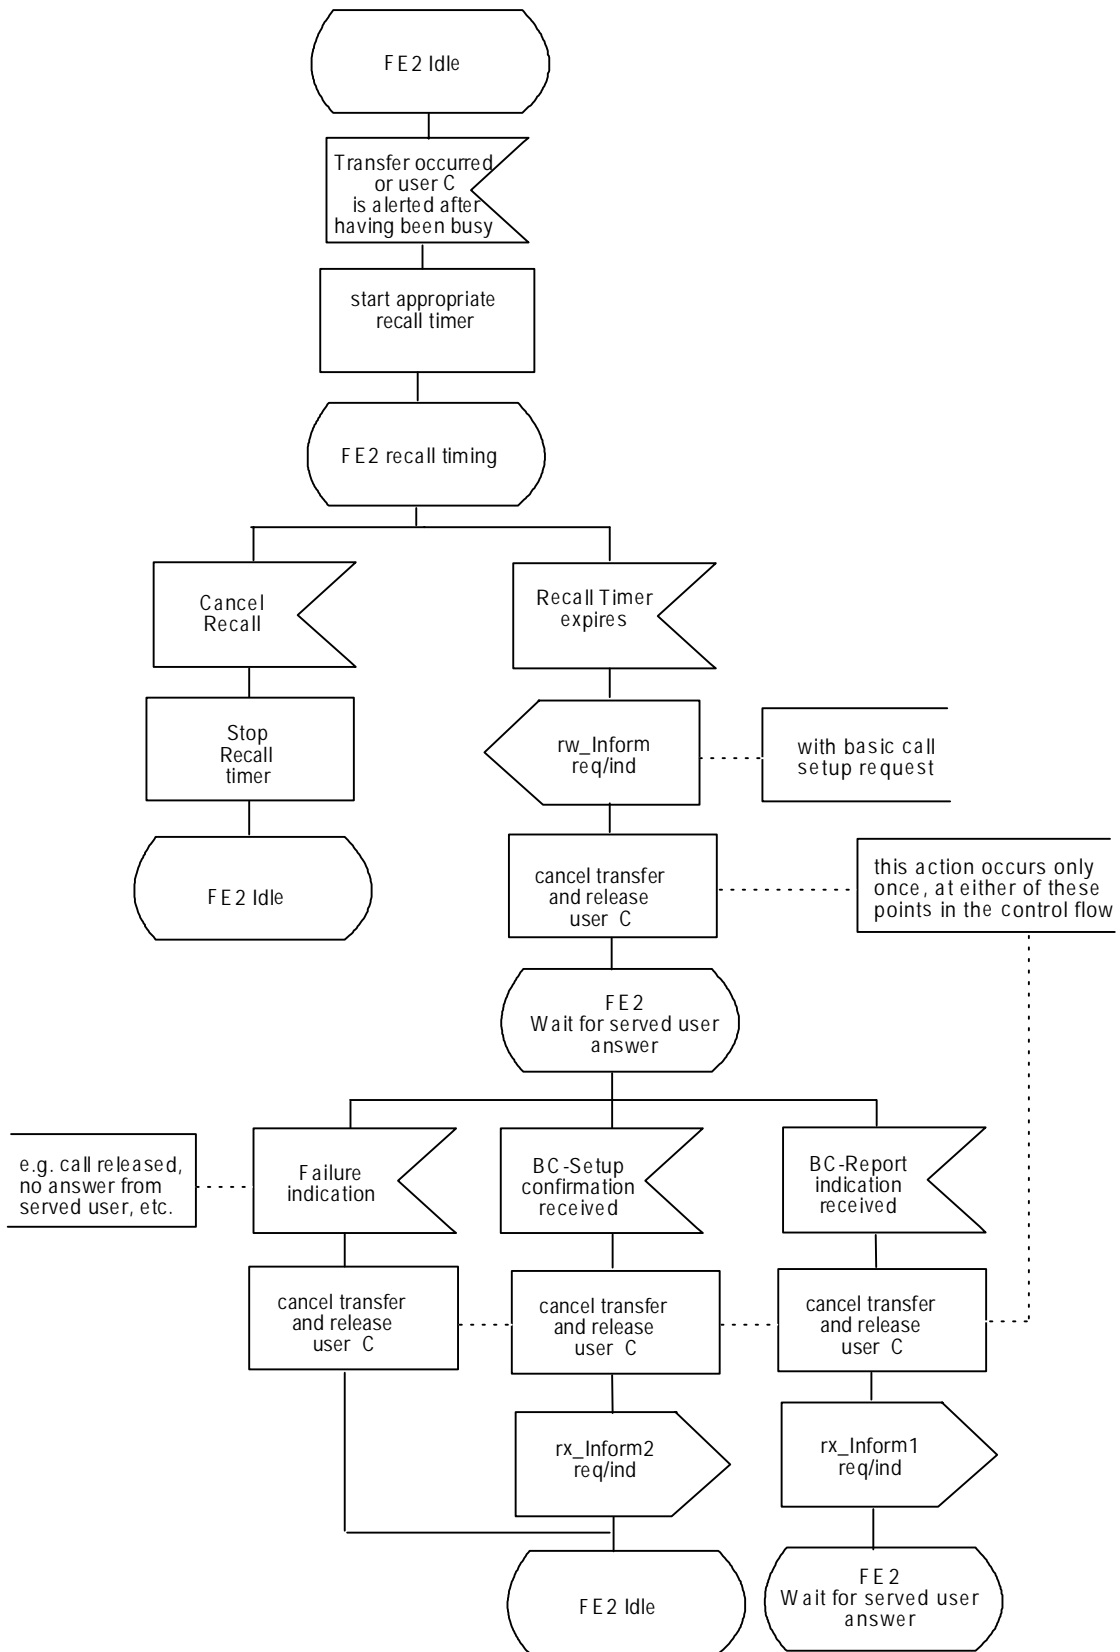 FE2 Idle
Transfer occurred
or user C
is alerted after
having been busy
start appropriate
recall timer
FE2 recall timing
Cancel
Recall
Recall Timer
expires
Stop
Recall
timer
rw_Inform
req/ind
with basic call
setup request
FE2 Idle
cancel transfer
and release
user C
this action occurs only
once, at either of these
points in the control flow
FE2
Wait for served user
answer
e.g. call released,
no answer from
served user, etc.
Failure
indication
BC-Setup
confirmation
received
BC-Report
indication
received
cancel transfer
and release
user C
cancel transfer
and release
user C
cancel transfer
and release
user C
rx_Inform2
req/ind
rx_Inform1
req/ind
FE2 Idle
FE2
Wait for served user
answer